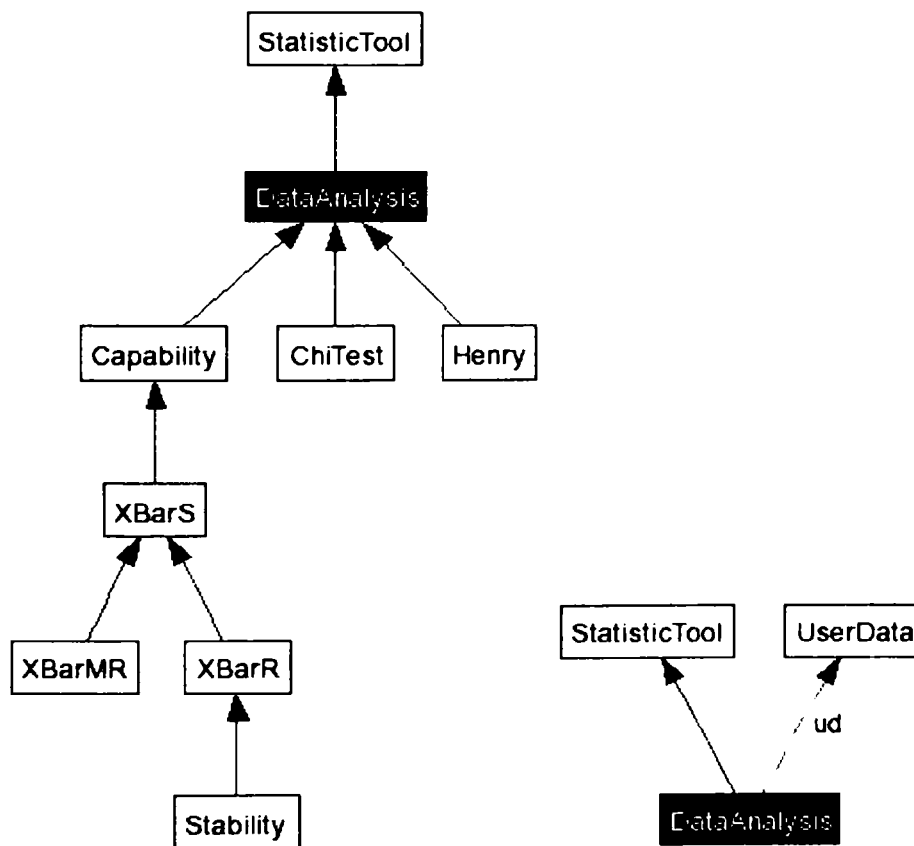 StatisticTool
DataAnalysis
Capability
ChiTest
Henry
XBarS
XBarMR
XBarR
Stability
StatisticTool
UserData
ud
DataAnalysis